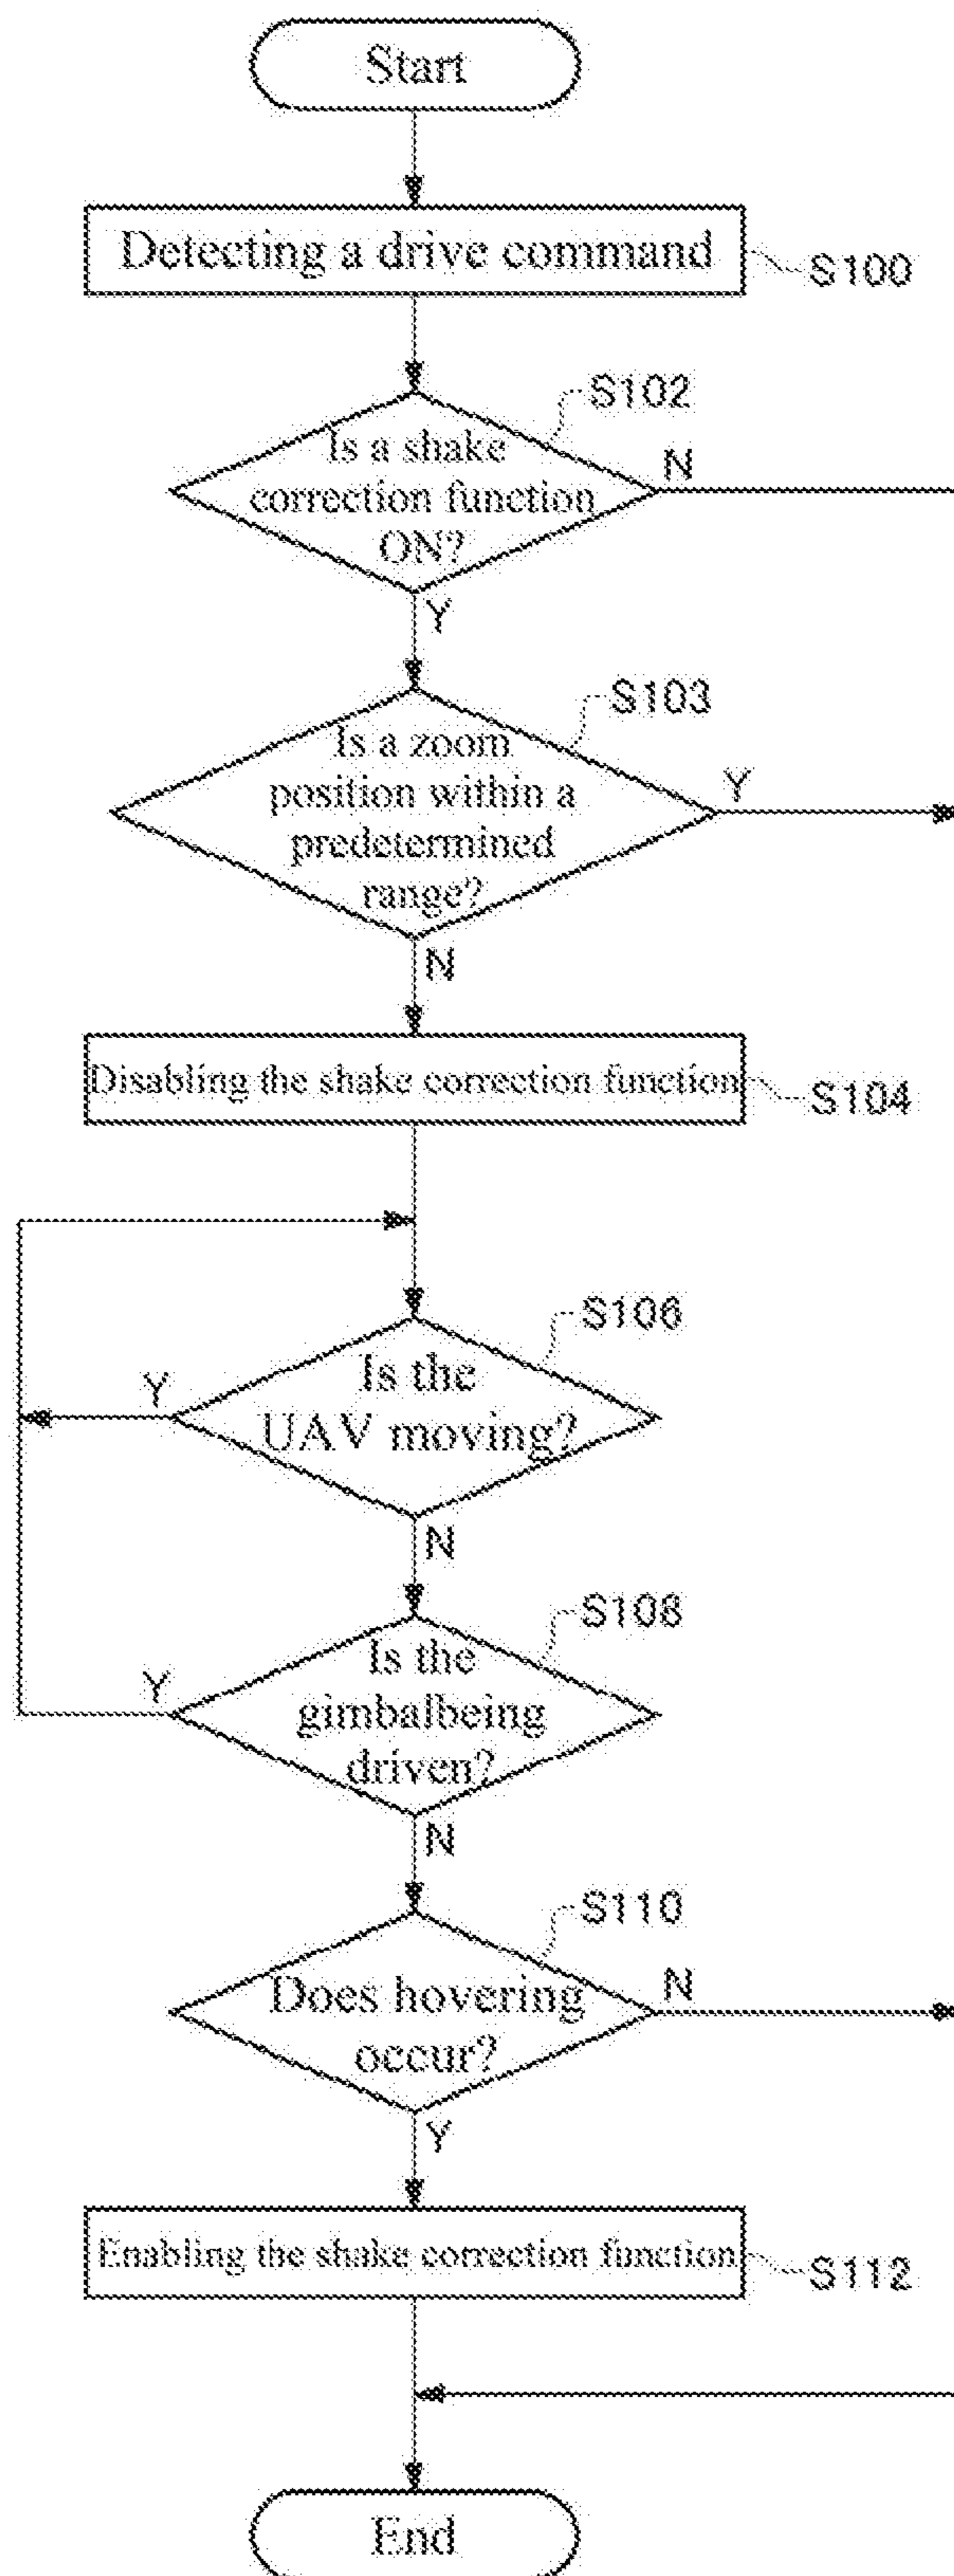 Start
Detecting a drive command
S100
S102
Is a shake
correction function
ON?
N
Y
S103
Is a zoom
position within a
predetermined
range?
Y
N
Disabling the shake correction function
S104
S106
Is the
UAV moving?
Y
N
S108
Is the
gimbalbeing
driven?
Y
N
S110
Does hovering
occur?
N
Y
Enabling the shake correction function
S112
End